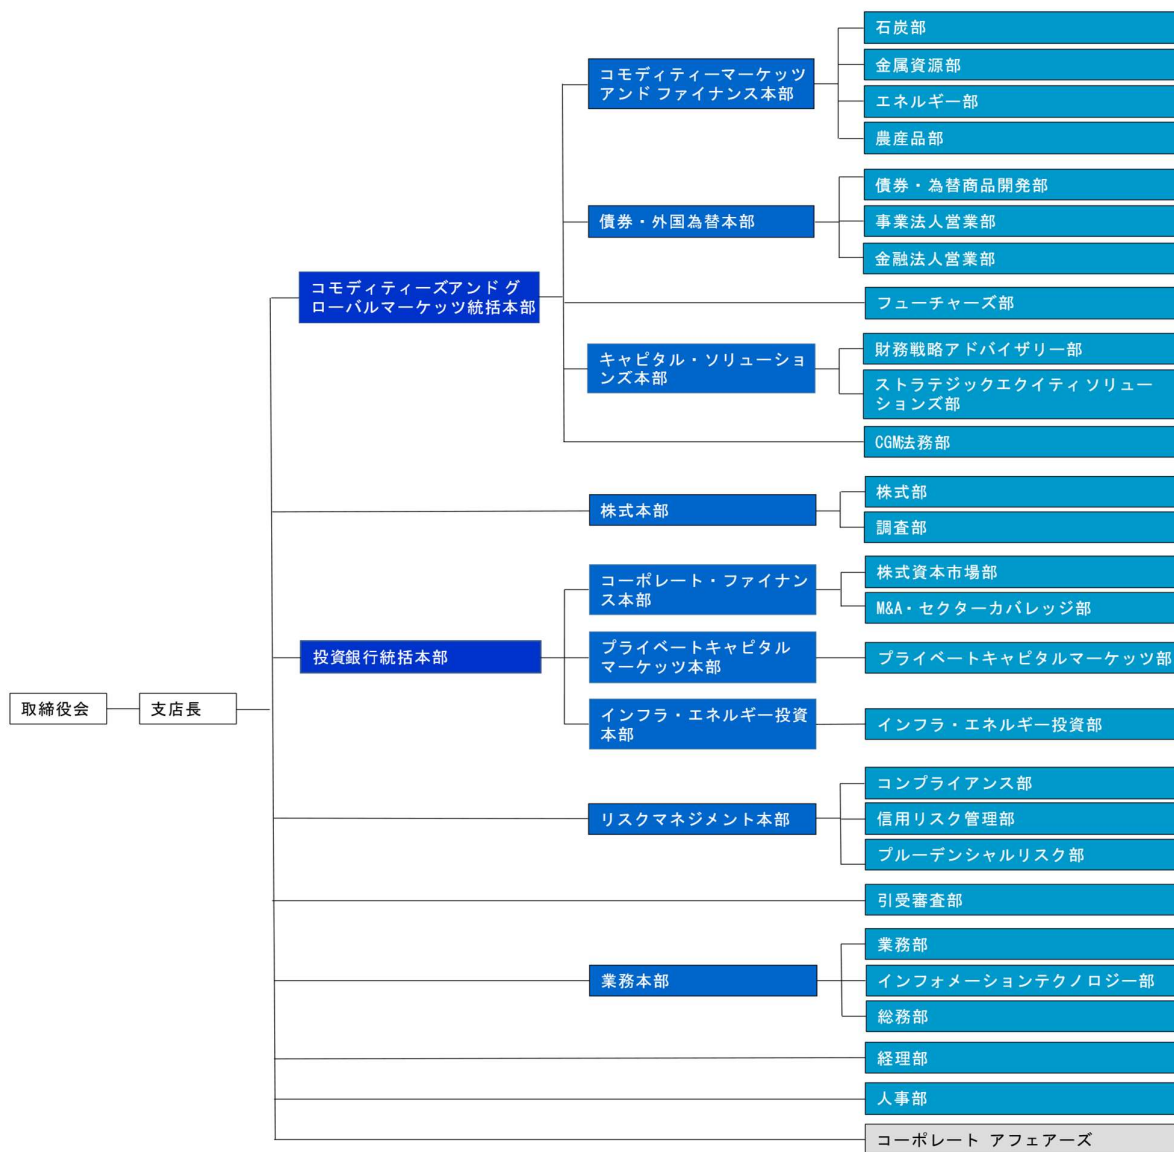 取締役会
支店長
コモディティーズアンド グ
ローバルマーケッツ統括本部
コモディティーマーケッツ
アンド ファイナンス本部
石炭部
金属資源部
エネルギー部
農産品部
債券・外国為替本部
債券・為替商品開発部
事業法人営業部
金融法人営業部
フューチャーズ部
キャピタル・ソリューショ
ンズ本部
財務戦略アドバイザリー部
ストラテジックエクイティ ソリュー
ションズ部
CGM法務部
株式本部
株式部
調査部
投資銀行統括本部
コーポレート・ファイナン
ス本部
株式資本市場部
M&A・セクターカバレッジ部
プライベートキャピタル
マーケッツ本部
プライベートキャピタルマーケッツ部
インフラ・エネルギー投資
本部
インフラ・エネルギー投資部
リスクマネジメント本部
コンプライアンス部
信用リスク管理部
プルーデンシャルリスク部
引受審査部
業務本部
業務部
インフォメーションテクノロジー部
総務部
経理部
人事部
コーポレート アフェアーズ